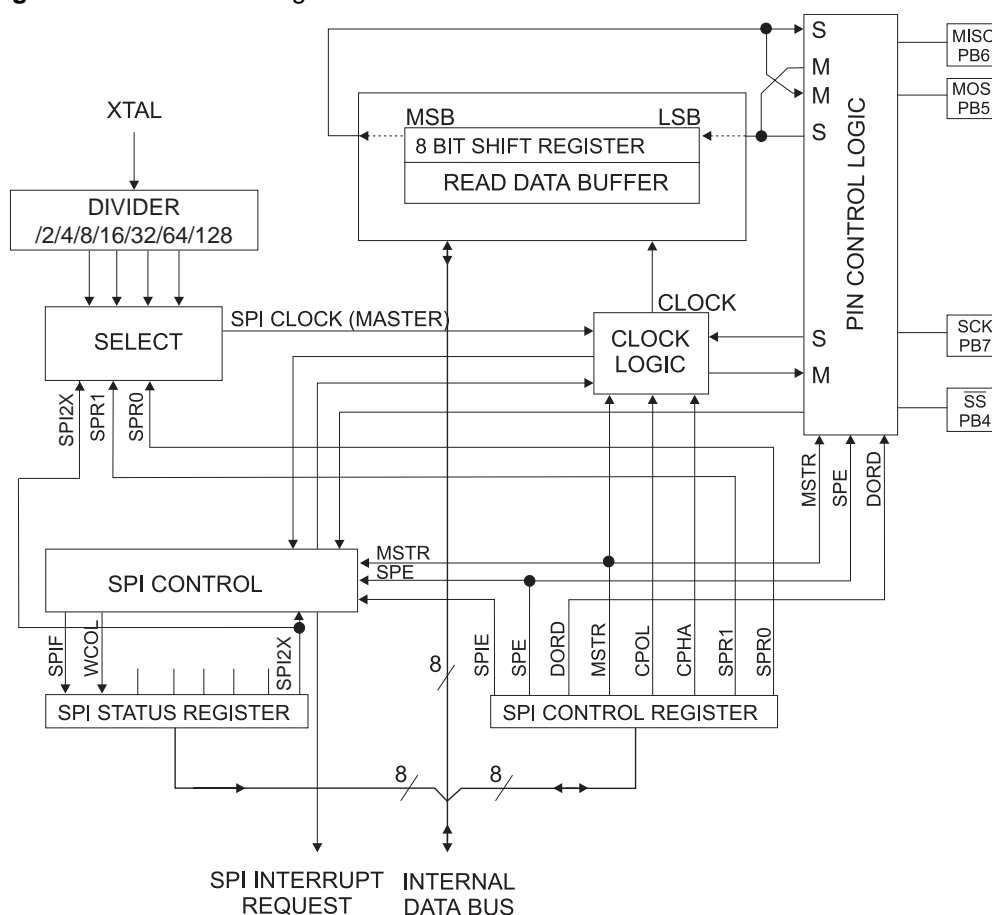 MSB
LSB
8 BIT SHIFT REGISTER
READ DATA BUFFER
S
M
M
S
PIN CONTROL LOGIC
PB6
PB5
XTAL
DIVIDER
/2/4/8/16/32/64/128
SELECT
SPI CLOCK (MASTER)
CLOCK
CLOCK
LOGIC
S
M
SCK
PB7
SS
PB4
SPI2X
SPR1
SPR0
MSTR
SPE
DORD
SPI CONTROL
MSTR
SPE
SPIF
WCOL
SPI2X
SPIE
SPE
DORD
MSTR
CPOL
CPHA
SPR1
SPR0
8
SPI STATUS REGISTER
SPI CONTROL REGISTER
8
8
SPI INTERRUPT
REQUEST
INTERNAL
DATA BUS